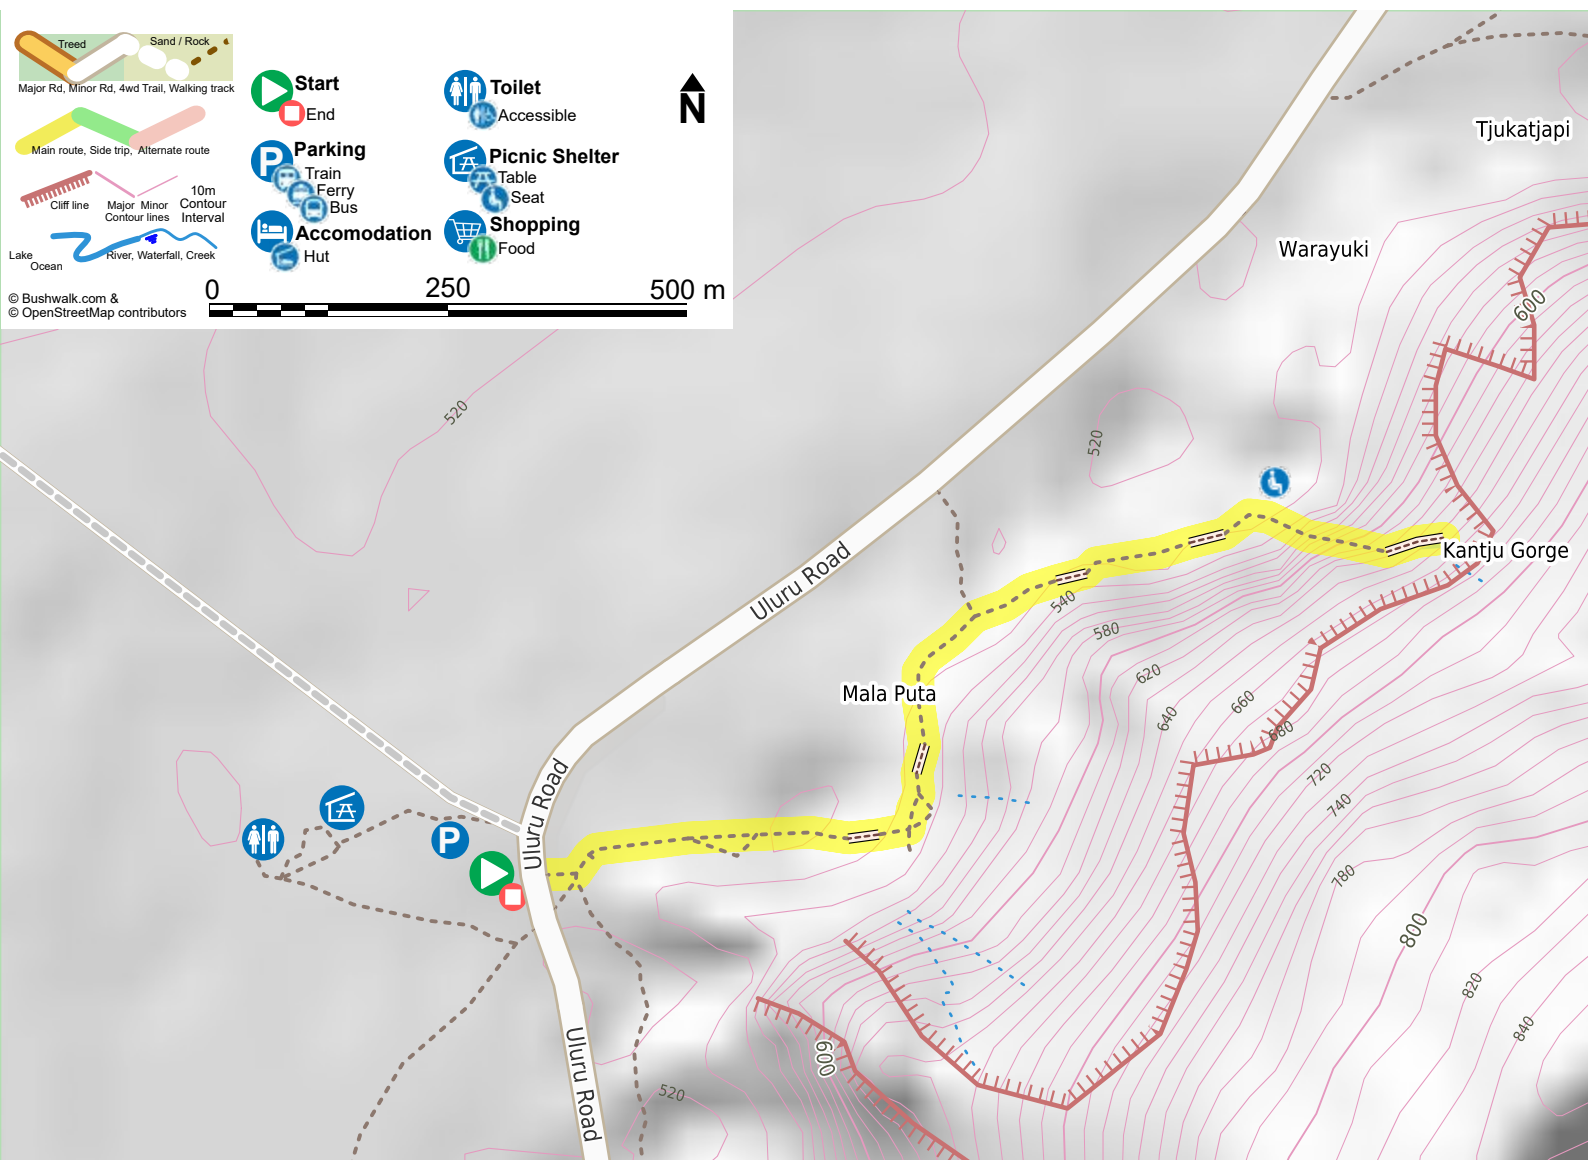 Treed
Sand / Rock
Major Rd, Minor Rd, 4wd Trail, Walking track
Main route, Side trip, Alternate route
Cliff line
Major Minor
Contour lines
10m
Contour
Interval
Lake
Ocean
River, Waterfall, Creek
© Bushwalk.com &
© OpenStreetMap contributors
Start
End
P
Parking
Train
Ferry
Bus
Accomodation
Hut
Toilet
Accessible
Picnic Shelter
Table
Seat
Shopping
Food
N
0 250 500 m
Tjukatjapi
Warayuki
600
520
520
Uluru Road
Kantju Gorge
540
580
620
640
660
680
Mala Puta
720
740
780
800
820
840
P
Uluru Road
Uluru Road
600
520